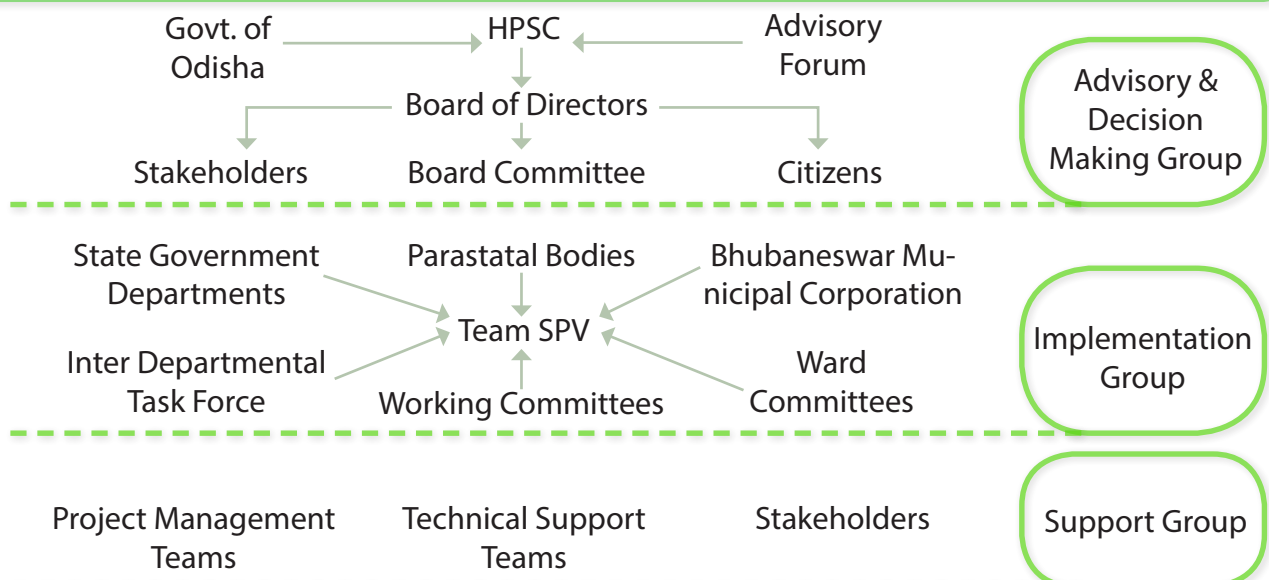 Govt. of
Odisha
HPSC
Advisory
Forum
Board of Directors
Stakeholders
Board Committee
Citizens
Advisory &
Decision
Making Group
State Government
Departments
Parastatal Bodies
Bhubaneswar Mu-
nicipal Corporation
Team SPV
Inter Departmental
Task Force
Working Committees
Ward
Committees
Implementation
Group
Project Management
Teams
Technical Support
Teams
Stakeholders
Support Group